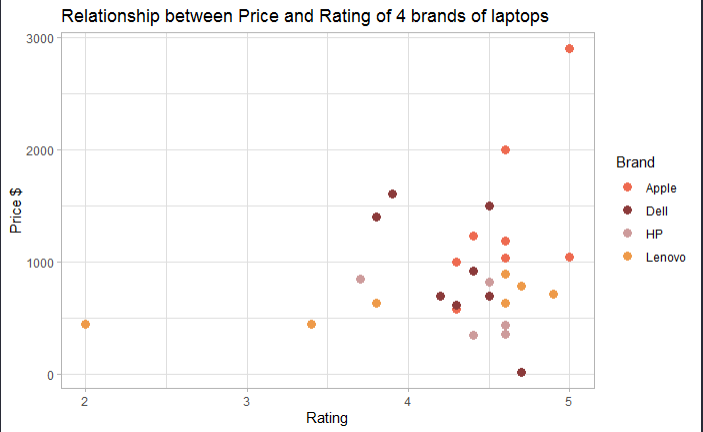 Relationship between Price and Rating of 4 brands of laptops
3000
2000
1000
0
Price $
2 3 4 5
Rating
Brand
Apple
Dell
HP
Lenovo